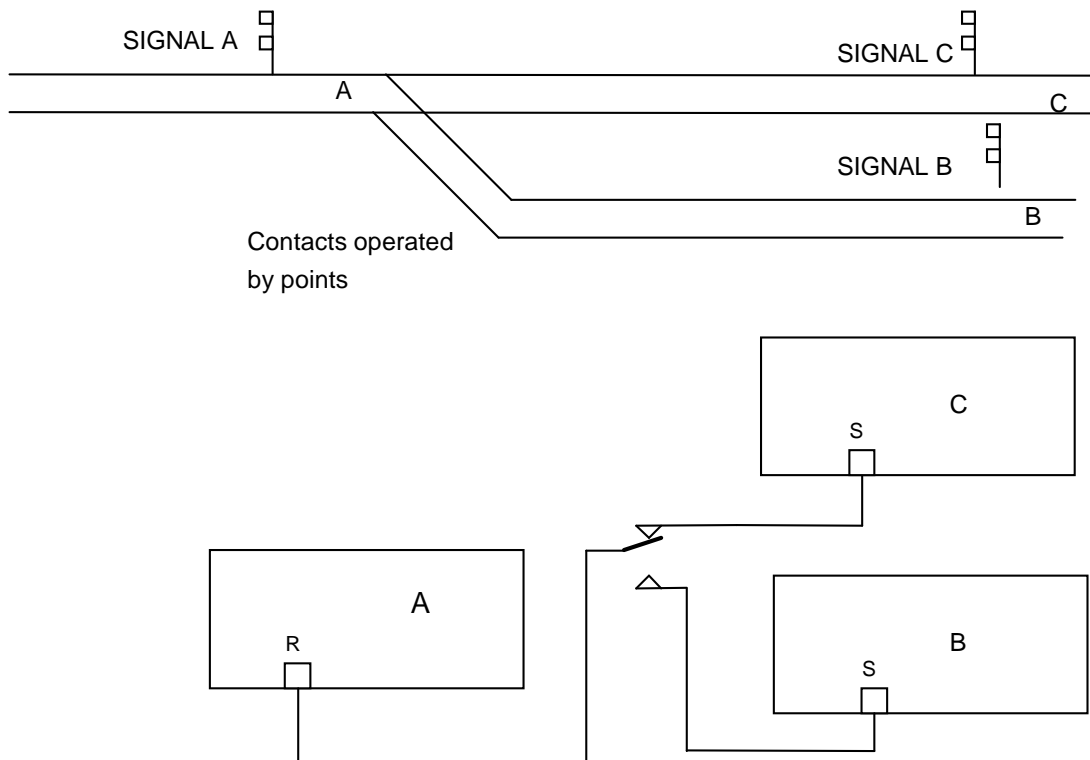 SIGNAL A
SIGNAL C
A
C
SIGNAL B
B
Contacts operated
by points
C
S
A
B
R
S